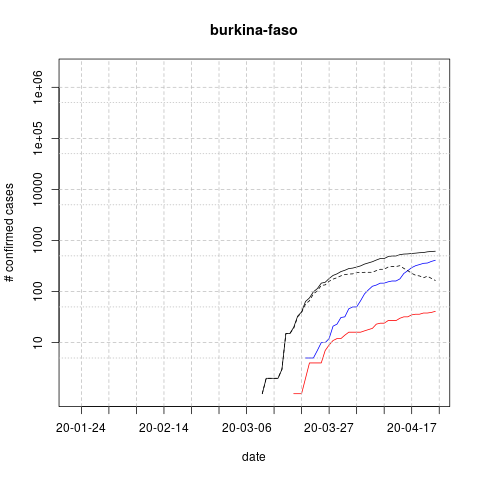 burkina-faso
# confirmed cases
1e+06
1e+05
10000
1000
100
10
20-01-24
20-02-14
20-03-06
20-03-27
20-04-17
date